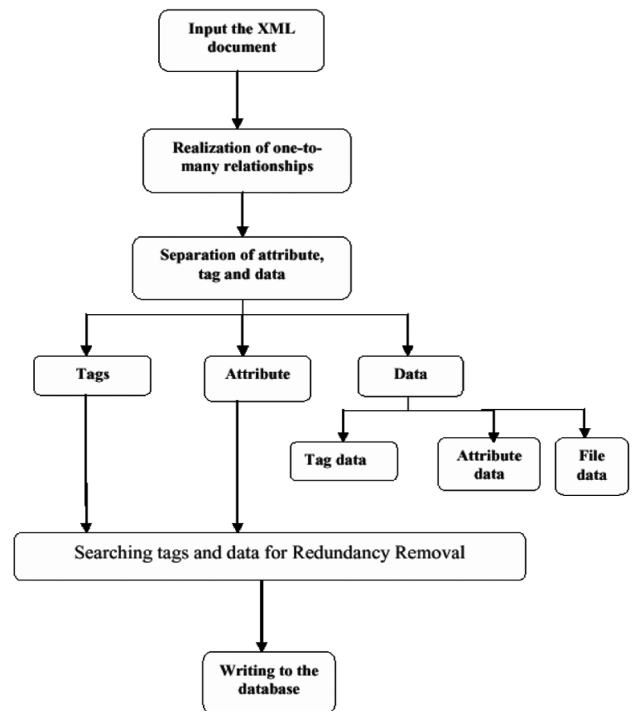 Input the XML
document
Realization of one-to-
many relationships
Separation of attribute,
tag and data
Tags
Attribute
Data
Tag data
Attribute
data
File
data
Searching tags and data for Redundancy Removal
Writing to the
database